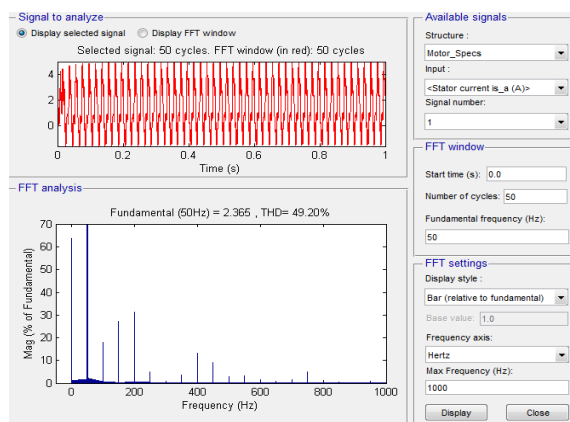 Signal to analyze
Display selected signal
Display FFT window
Selected signal: 50 cycles. FFT window (in red): 50 cycles
4
2
0
0
0.2
0.4
0.6
0.8
1
Time (s)
FFT analysis
Fundamental (50Hz) = 2.365 , THD= 49.20%
Mag (% of Fundamental)
70
60
50
40
30
20
10
0
0
200
400
600
800
1000
Frequency (Hz)
Available signals
Structure :
Motor_Specs
Input :
<Stator current is_a (A)>
Signal number:
1
FFT window
Start time (s): 0.0
Number of cycles: 50
Fundamental frequency (Hz):
50
FFT settings
Display style :
Bar (relative to fundamental)
Base value: 1.0
Frequency axis:
Hertz
Max Frequency (Hz):
1000
Display
Close